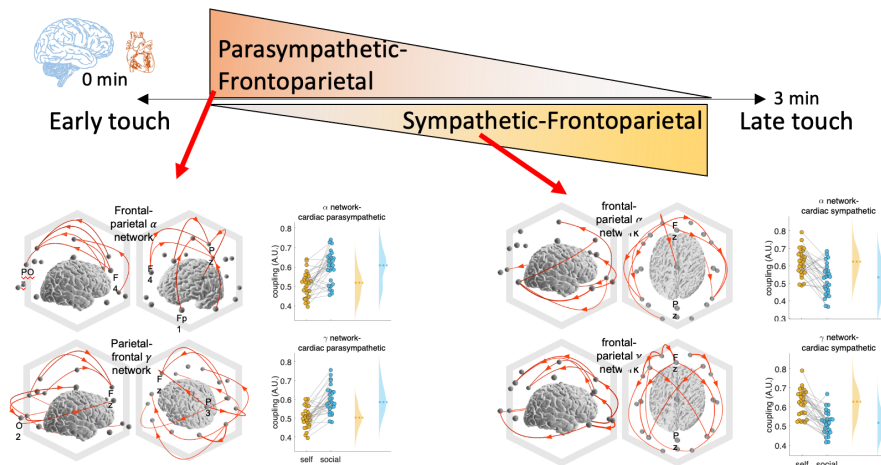 Parasympathetic-
Frontoparietal
0 min
3 min
Early touch
Sympathetic-Frontoparietal
Late touch
Frontal-
parietal α
network
PO
F
4
F
4
P
z
Fp
1
α network-
cardiac parasympathetic
coupling (A.U.)
0.8
0.7
0.6
0.5
0.4
frontal-
parietal α
F
z
P
z
α network-
cardiac sympathetic
coupling (A.U.)
0.8
0.7
0.6
0.5
0.4
0.3
Parietal-
frontal γ
network
O
2
F
z
F
z
P
3
γ network-
cardiac parasympathetic
coupling (A.U.)
0.8
0.7
0.6
0.5
0.4
self social
frontal-
parietal γ
F
z
P
z
γ network-
cardiac sympathetic
coupling (A.U.)
0.8
0.7
0.6
0.5
0.4
self social